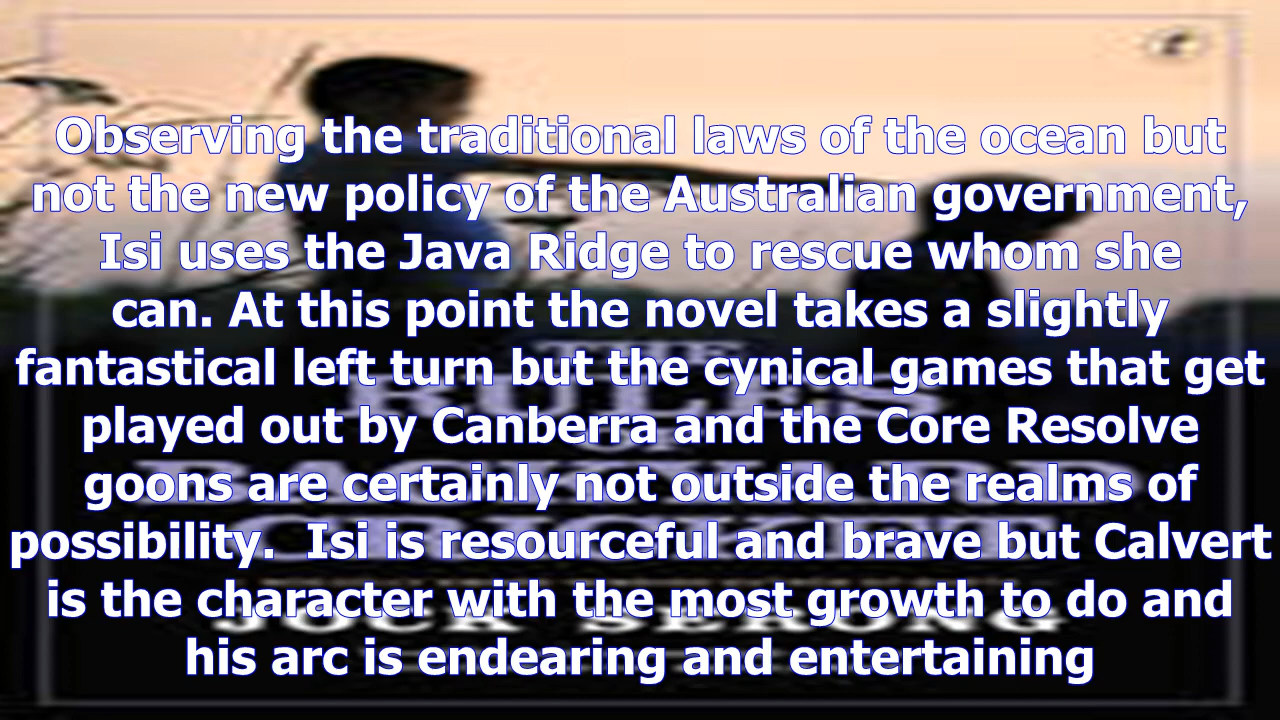 Observing the traditional laws of the ocean but
not the new policy of the Australian government,
Isi uses the Java Ridge to rescue whom she
can. At this point the novel takes a slightly
fantastical left turn but the cynical games that get
played out by Canberra and the Core Resolve
goons are certainly not outside the realms of
possibility.  Isi is resourceful and brave but Calvert
is the character with the most growth to do and
his arc is endearing and entertaining
RULES
JOCK SERONG